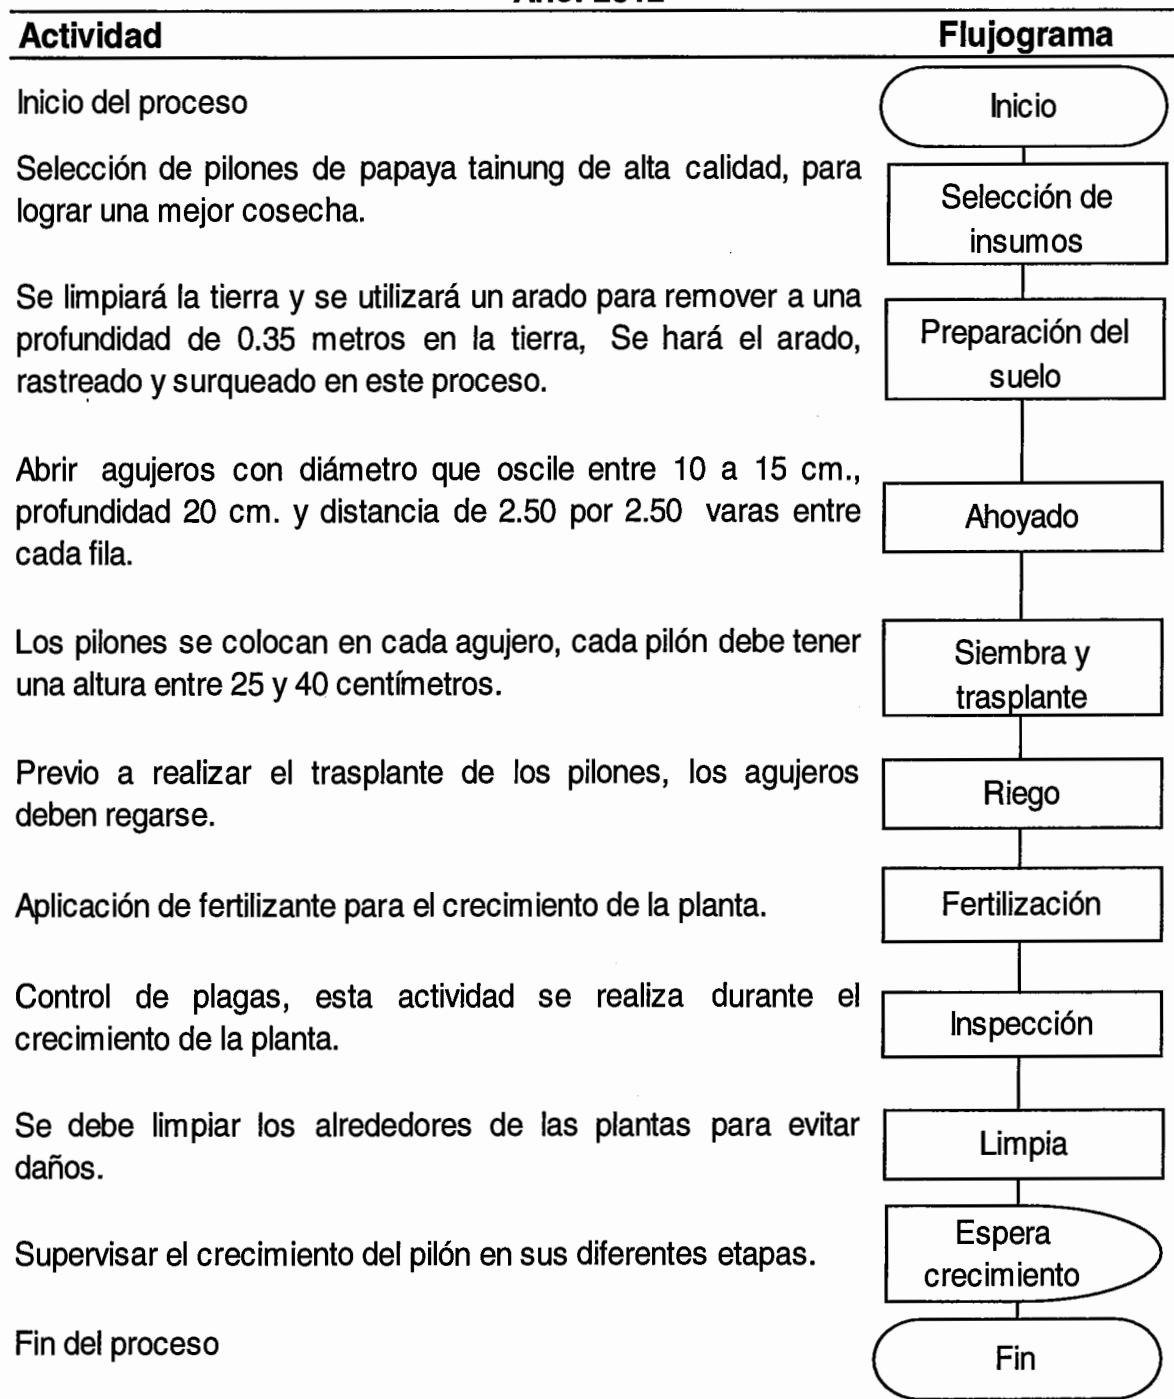 Actividad
Flujograma
Inicio del proceso
Inicio
Selección de pilones de papaya tainung de alta calidad, para
lograr una mejor cosecha.
Selección de
insumos
Se limpiará la tierra y se utilizará un arado para remover a una
profundidad de 0.35 metros en la tierra, Se hará el arado,
rastreado y surqueado en este proceso.
Preparación del
suelo
Abrir agujeros con diámetro que oscile entre 10 a 15 cm.,
profundidad 20 cm. y distancia de 2.50 por 2.50 varas entre
cada fila.
Ahoyado
Los pilones se colocan en cada agujero, cada pilón debe tener
una altura entre 25 y 40 centímetros.
Siembra y
trasplante
Previo a realizar el trasplante de los pilones, los agujeros
deben regarse.
Riego
Aplicación de fertilizante para el crecimiento de la planta.
Fertilización
Control de plagas, esta actividad se realiza durante el
crecimiento de la planta.
Inspección
Se debe limpiar los alrededores de las plantas para evitar
daños.
Limpia
Supervisar el crecimiento del pilón en sus diferentes etapas.
Espera
crecimiento
Fin del proceso
Fin